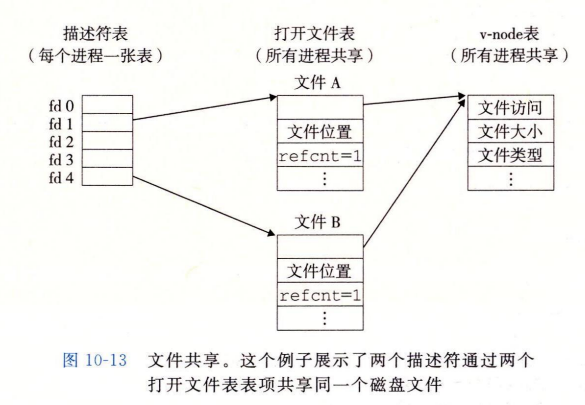 描述符表
(每个进程一张表)
打开文件表
(所有进程共享)
v-node表
(所有进程共享)
文件 A
fd 0
fd 1
fd 2
fd 3
fd 4
文件位置
refcnt=1
⋮
文件访问
文件大小
文件类型
⋮
文件 B
文件位置
refcnt=1
⋮
图 10-13 文件共享。这个例子展示了两个描述符通过两个
打开文件表表项共享同一个磁盘文件